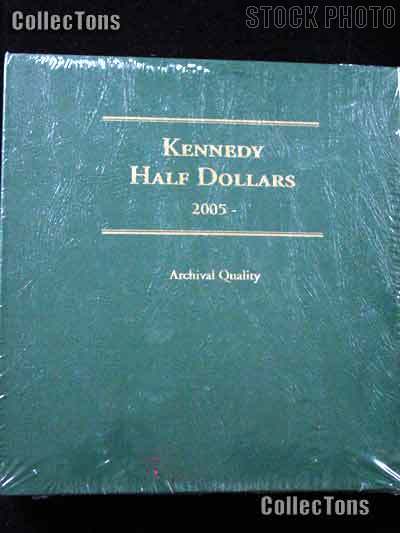 CollecTons
STOCK PHOTO
KENNEDY
HALF DOLLARS
2005 -
Archival Quality
CollecTons